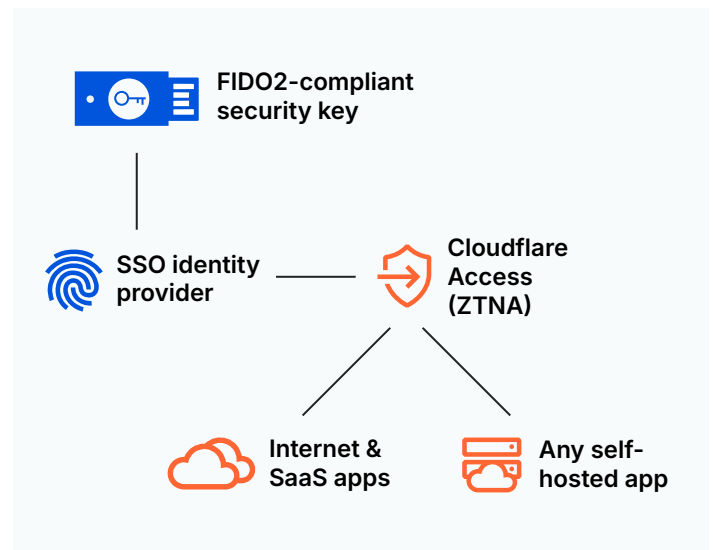 FIDO2-compliant
security key
SSO identity
provider
Cloudflare
Access
(ZTNA)
Internet &
SaaS apps
Any self-
hosted app